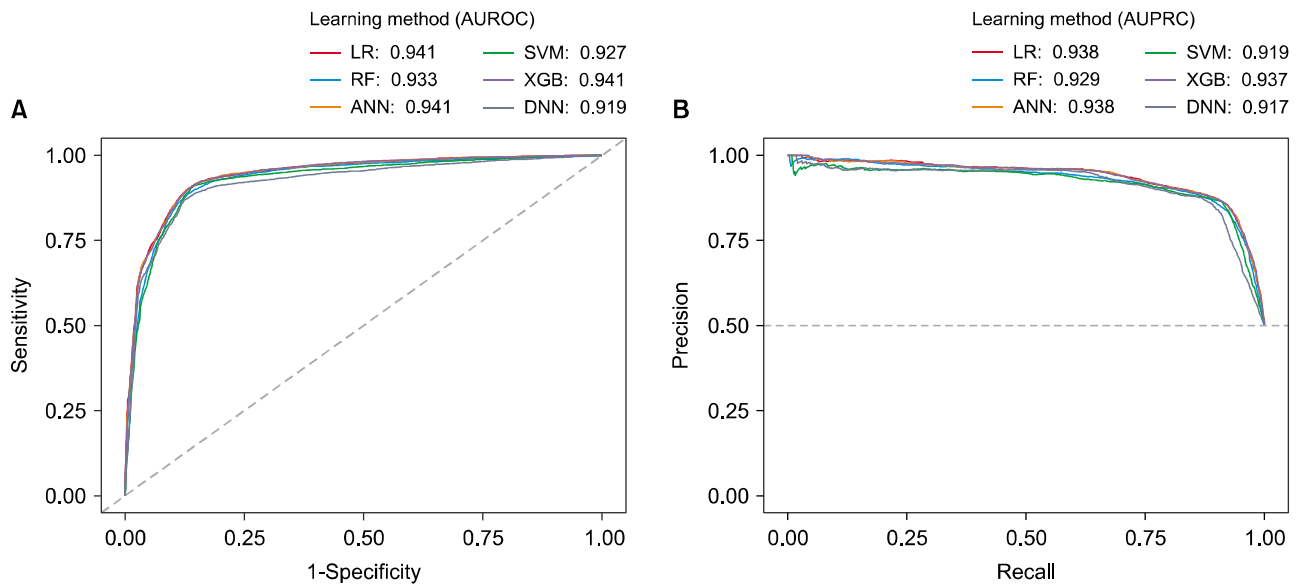 Learning method (AUROC)
LR: 0.941
SVM: 0.927
RF: 0.933
XGB: 0.941
ANN: 0.941
DNN: 0.919
A
1.00
0.75
0.50
0.25
0.00
Sensitivity
0.00
0.25
0.50
0.75
1.00
1-Specificity
Learning method (AUPRC)
LR: 0.938
SVM: 0.919
RF: 0.929
XGB: 0.937
ANN: 0.938
DNN: 0.917
B
1.00
0.75
0.50
0.25
0.00
Precision
0.00
0.25
0.50
0.75
1.00
Recall